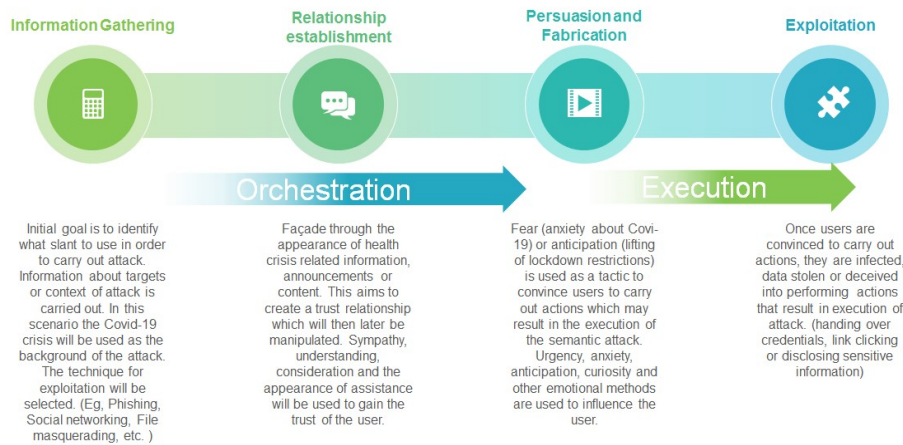 Information Gathering
Relationship
establishment
Persuasion and
Fabrication
Exploitation
Orchestration
Execution
Initial goal is to identify
what slant to use in order
to carry out attack.
Information about targets
or context of attack is
carried out. In this
scenario the Covid-19
crisis will be used as the
background of the attack.
The technique for
exploitation will be
selected. (Eg, Phishing,
Social networking, File
masquerading, etc. )
Façade through the
appearance of health
crisis related information,
announcements or
content. This aims to
create a trust relationship
which will then later be
manipulated. Sympathy,
understanding,
consideration and the
appearance of assistance
will be used to gain the
trust of the user.
Fear (anxiety about Covi-
19) or anticipation (lifting
of lockdown restrictions)
is used as a tactic to
convince users to carry
out actions which may
result in the execution of
the semantic attack.
Urgency, anxiety,
anticipation, curiosity and
other emotional methods
are used to influence the
user.
Once users are
convinced to carry out
actions, they are infected,
data stolen or deceived
into performing actions
that result in execution of
attack. (handing over
credentials, link clicking
or disclosing sensitive
information)